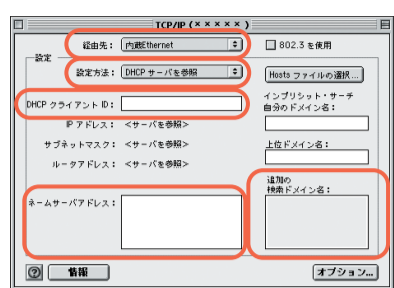 TCP/IP (×××××)
経由先： 内蔵Ethernet
802.3 を使用
設定
設定方法： DHCP サーバを参照
Hosts ファイルの選択...
DHCP クライアント ID：
インプリシット・サーチ
自分のドメイン名：
IP アドレス： <サーバを参照>
サブネットマスク： <サーバを参照>
上位ドメイン名：
ルータアドレス： <サーバを参照>
追加の
検索ドメイン名：
ネームサーバアドレス：
? 情報
オプション...